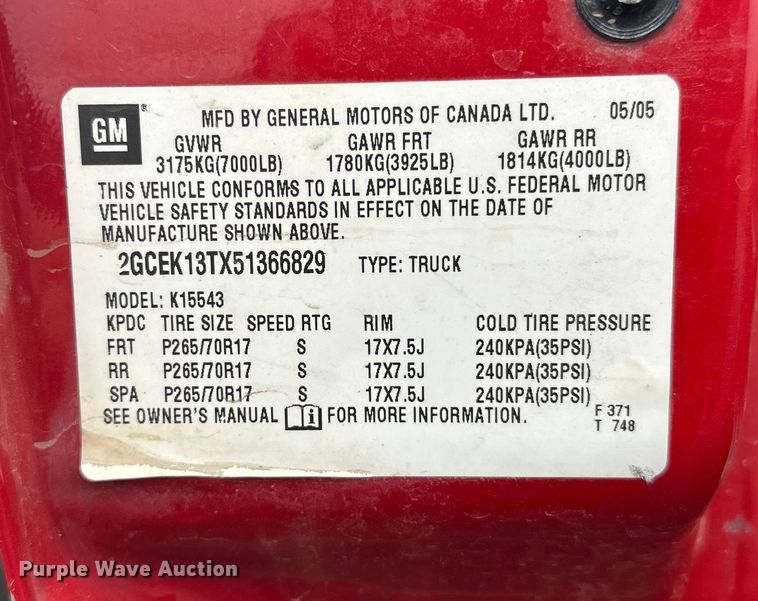 GM ® MFD BY GENERAL MOTORS OF CANADA LTD. 05/05
GVWR GAWR FRT GAWR RR
3175KG(7000LB) 1780KG(3925LB) 1814KG(4000LB)
THIS VEHICLE CONFORMS TO ALL APPLICABLE U.S. FEDERAL MOTOR
VEHICLE SAFETY STANDARDS IN EFFECT ON THE DATE OF
MANUFACTURE SHOWN ABOVE.
2GCEK13TX51366829 TYPE: TRUCK
MODEL: K15543
KPDC TIRE SIZE SPEED RTG RIM COLD TIRE PRESSURE
FRT P265/70R17 S 17X7.5J 240KPA(35PSI)
RR P265/70R17 S 17X7.5J 240KPA(35PSI)
SPA P265/70R17 S 17X7.5J 240KPA(35PSI)
SEE OWNER'S MANUAL i FOR MORE INFORMATION. F 371
T 748
Purple Wave Auction